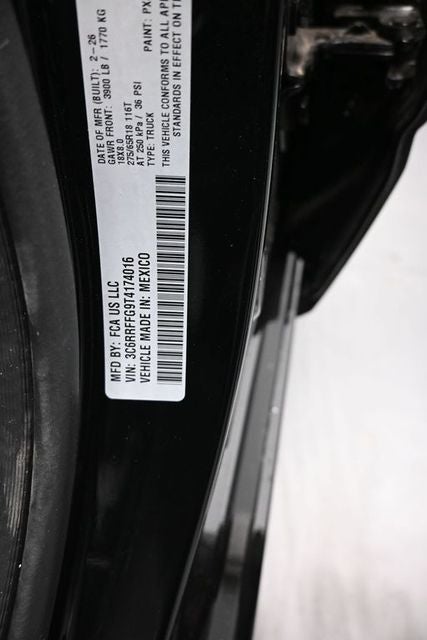 MFD BY: FCA US LLC
VIN: 3C6RRFFG9T4174016
VEHICLE MADE IN: MEXICO
DATE OF MFR (BUILT): 2-26
GAWR FRONT: 3900 LB / 1770 KG
18X8.0
275/65R18 116T
AT 250 kPa / 36 PSI
TYPE: TRUCK
PAINT: PX
THIS VEHICLE CONFORMS TO ALL APP
STANDARDS IN EFFECT ON T